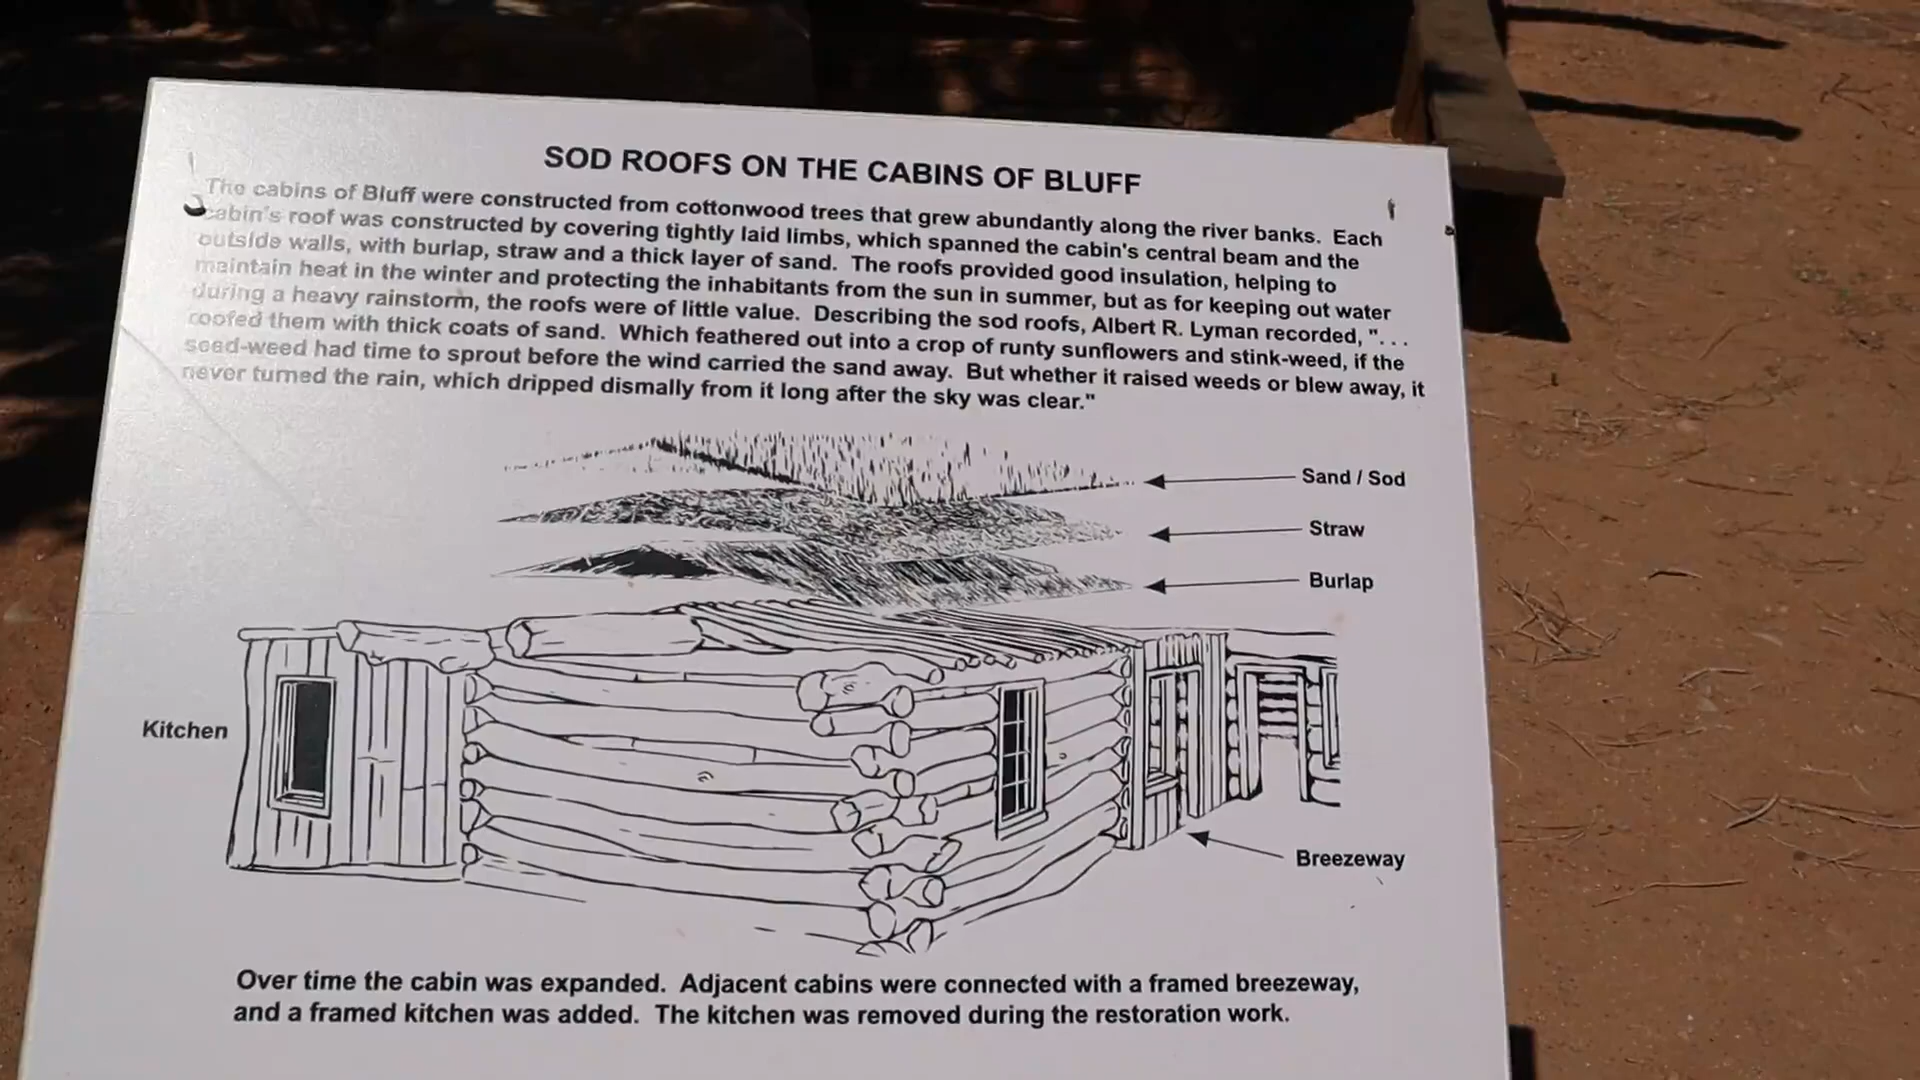 SOD ROOFS ON THE CABINS OF BLUFF
The cabins of Bluff were constructed from cottonwood trees that grew abundantly along the river banks. Each
cabin's roof was constructed by covering tightly laid limbs, which spanned the cabin's central beam and the
outside walls, with burlap, straw and a thick layer of sand. The roofs provided good insulation, helping to
maintain heat in the winter and protecting the inhabitants from the sun in summer, but as for keeping out water
during a heavy rainstorm, the roofs were of little value. Describing the sod roofs, Albert R. Lyman recorded, "...
roofed them with thick coats of sand. Which feathered out into a crop of runty sunflowers and stink-weed, if the
seed-weed had time to sprout before the wind carried the sand away. But whether it raised weeds or blew away, it
never turned the rain, which dripped dismally from it long after the sky was clear."
Sand / Sod
Straw
Burlap
Kitchen
Breezeway
Over time the cabin was expanded. Adjacent cabins were connected with a framed breezeway,
and a framed kitchen was added. The kitchen was removed during the restoration work.